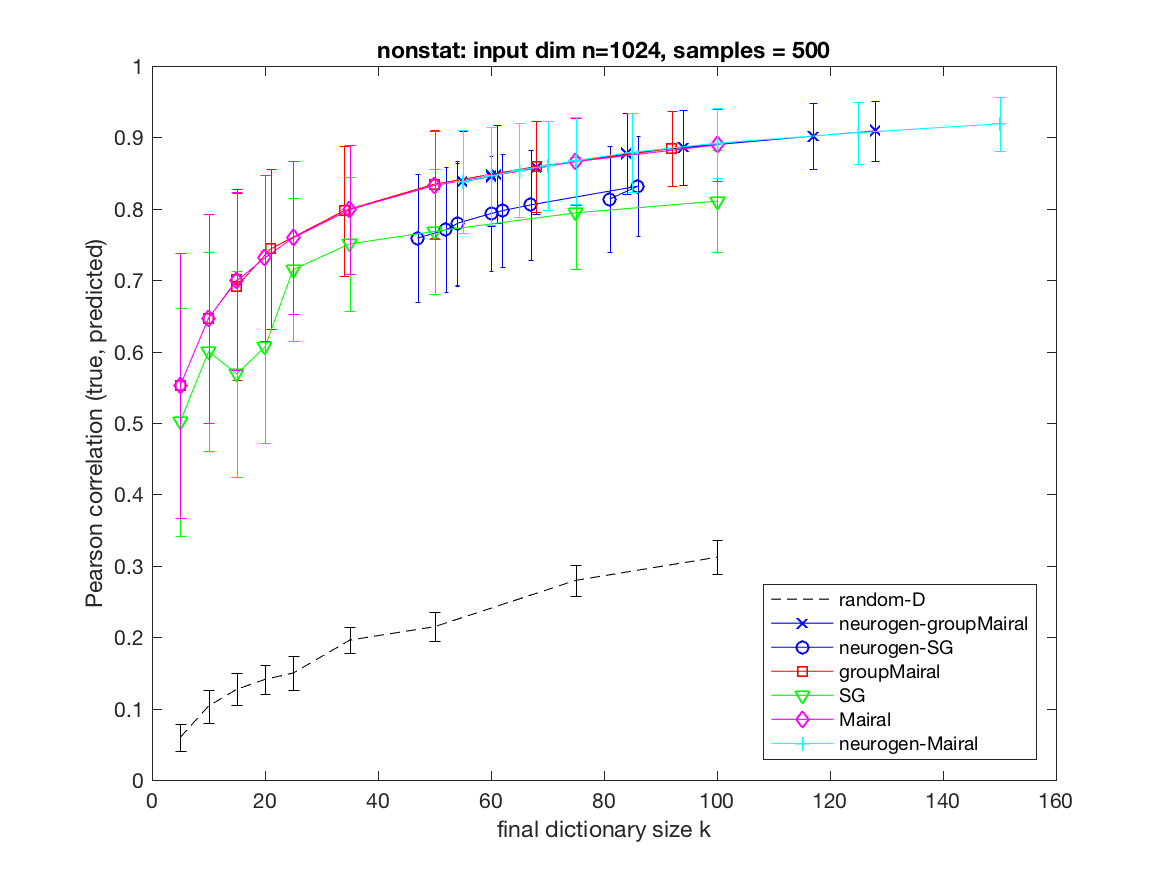 nonstat: input dim n=1024, samples = 500
1
0.9
0.8
0.7
0.6
0.5
0.4
0.3
0.2
0.1
0
Pearson correlation (true, predicted)
random-D
neurogen-groupMairal
neurogen-SG
groupMairal
SG
Mairal
neurogen-Mairal
0 20 40 60 80 100 120 140 160
final dictionary size k